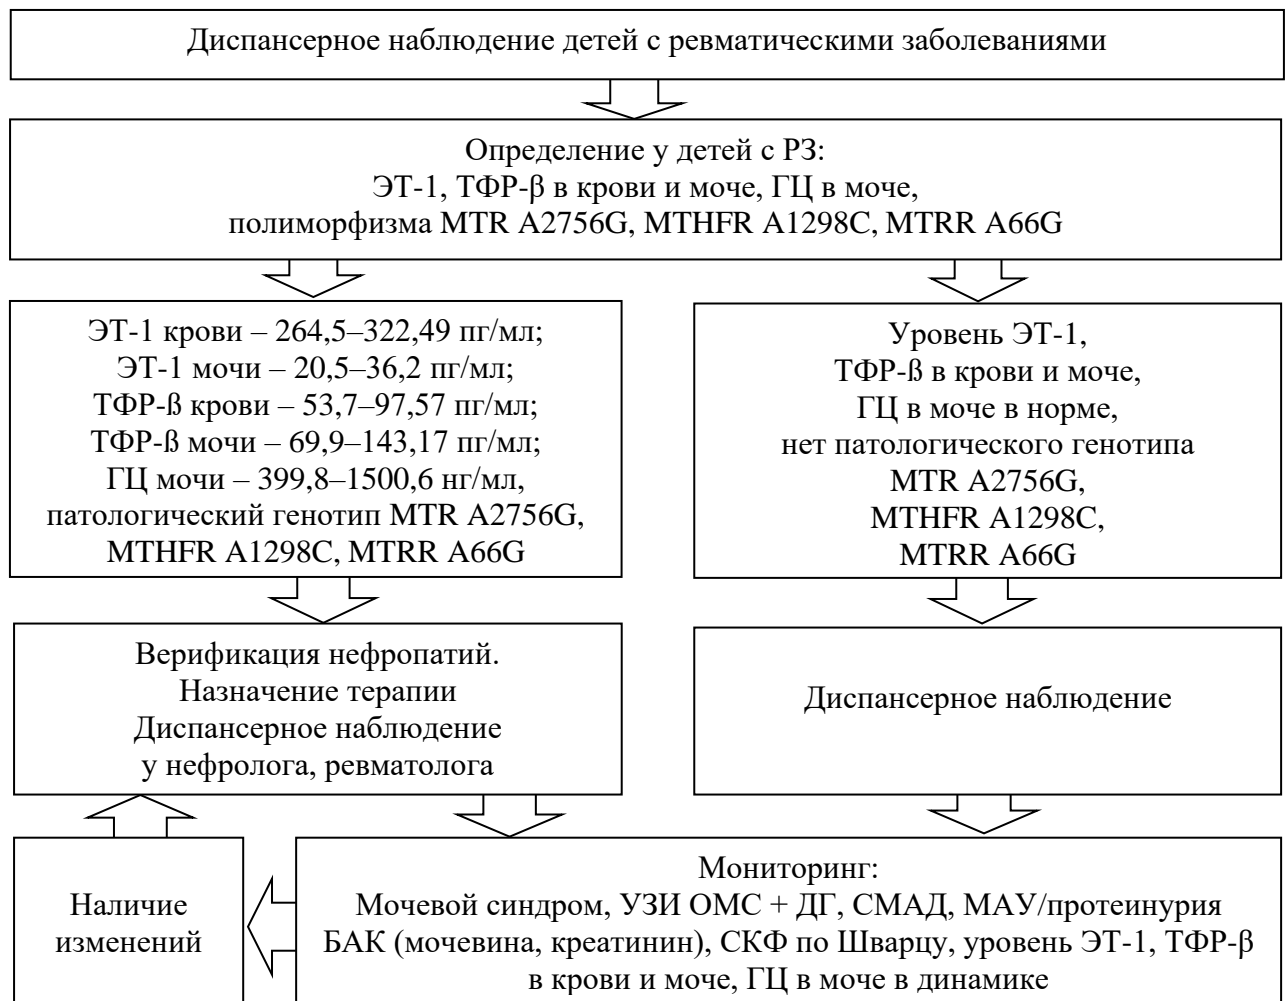 Диспансерное наблюдение детей с ревматическими заболеваниями
Определение у детей с РЗ:
ЭТ-1, ТФР-β в крови и моче, ГЦ в моче,
полиморфизма MTR A2756G, MTHFR A1298C, MTRR A66G
ЭТ-1 крови – 264,5–322,49 пг/мл;
ЭТ-1 мочи – 20,5–36,2 пг/мл;
ТФР-ß крови – 53,7–97,57 пг/мл;
ТФР-ß мочи – 69,9–143,17 пг/мл;
ГЦ мочи – 399,8–1500,6 нг/мл,
патологический генотип MTR A2756G,
MTHFR A1298C, MTRR A66G
Уровень ЭТ-1,
ТФР-ß в крови и моче,
ГЦ в моче в норме,
нет патологического генотипа
MTR A2756G,
MTHFR A1298C,
MTRR A66G
Верификация нефропатий.
Назначение терапии
Диспансерное наблюдение
у нефролога, ревматолога
Диспансерное наблюдение
Наличие
изменений
Мониторинг:
Мочевой синдром, УЗИ ОМС + ДГ, СМАД, МАУ/протеинурия
БАК (мочевина, креатинин), СКФ по Шварцу, уровень ЭТ-1, ТФР-β
в крови и моче, ГЦ в моче в динамике